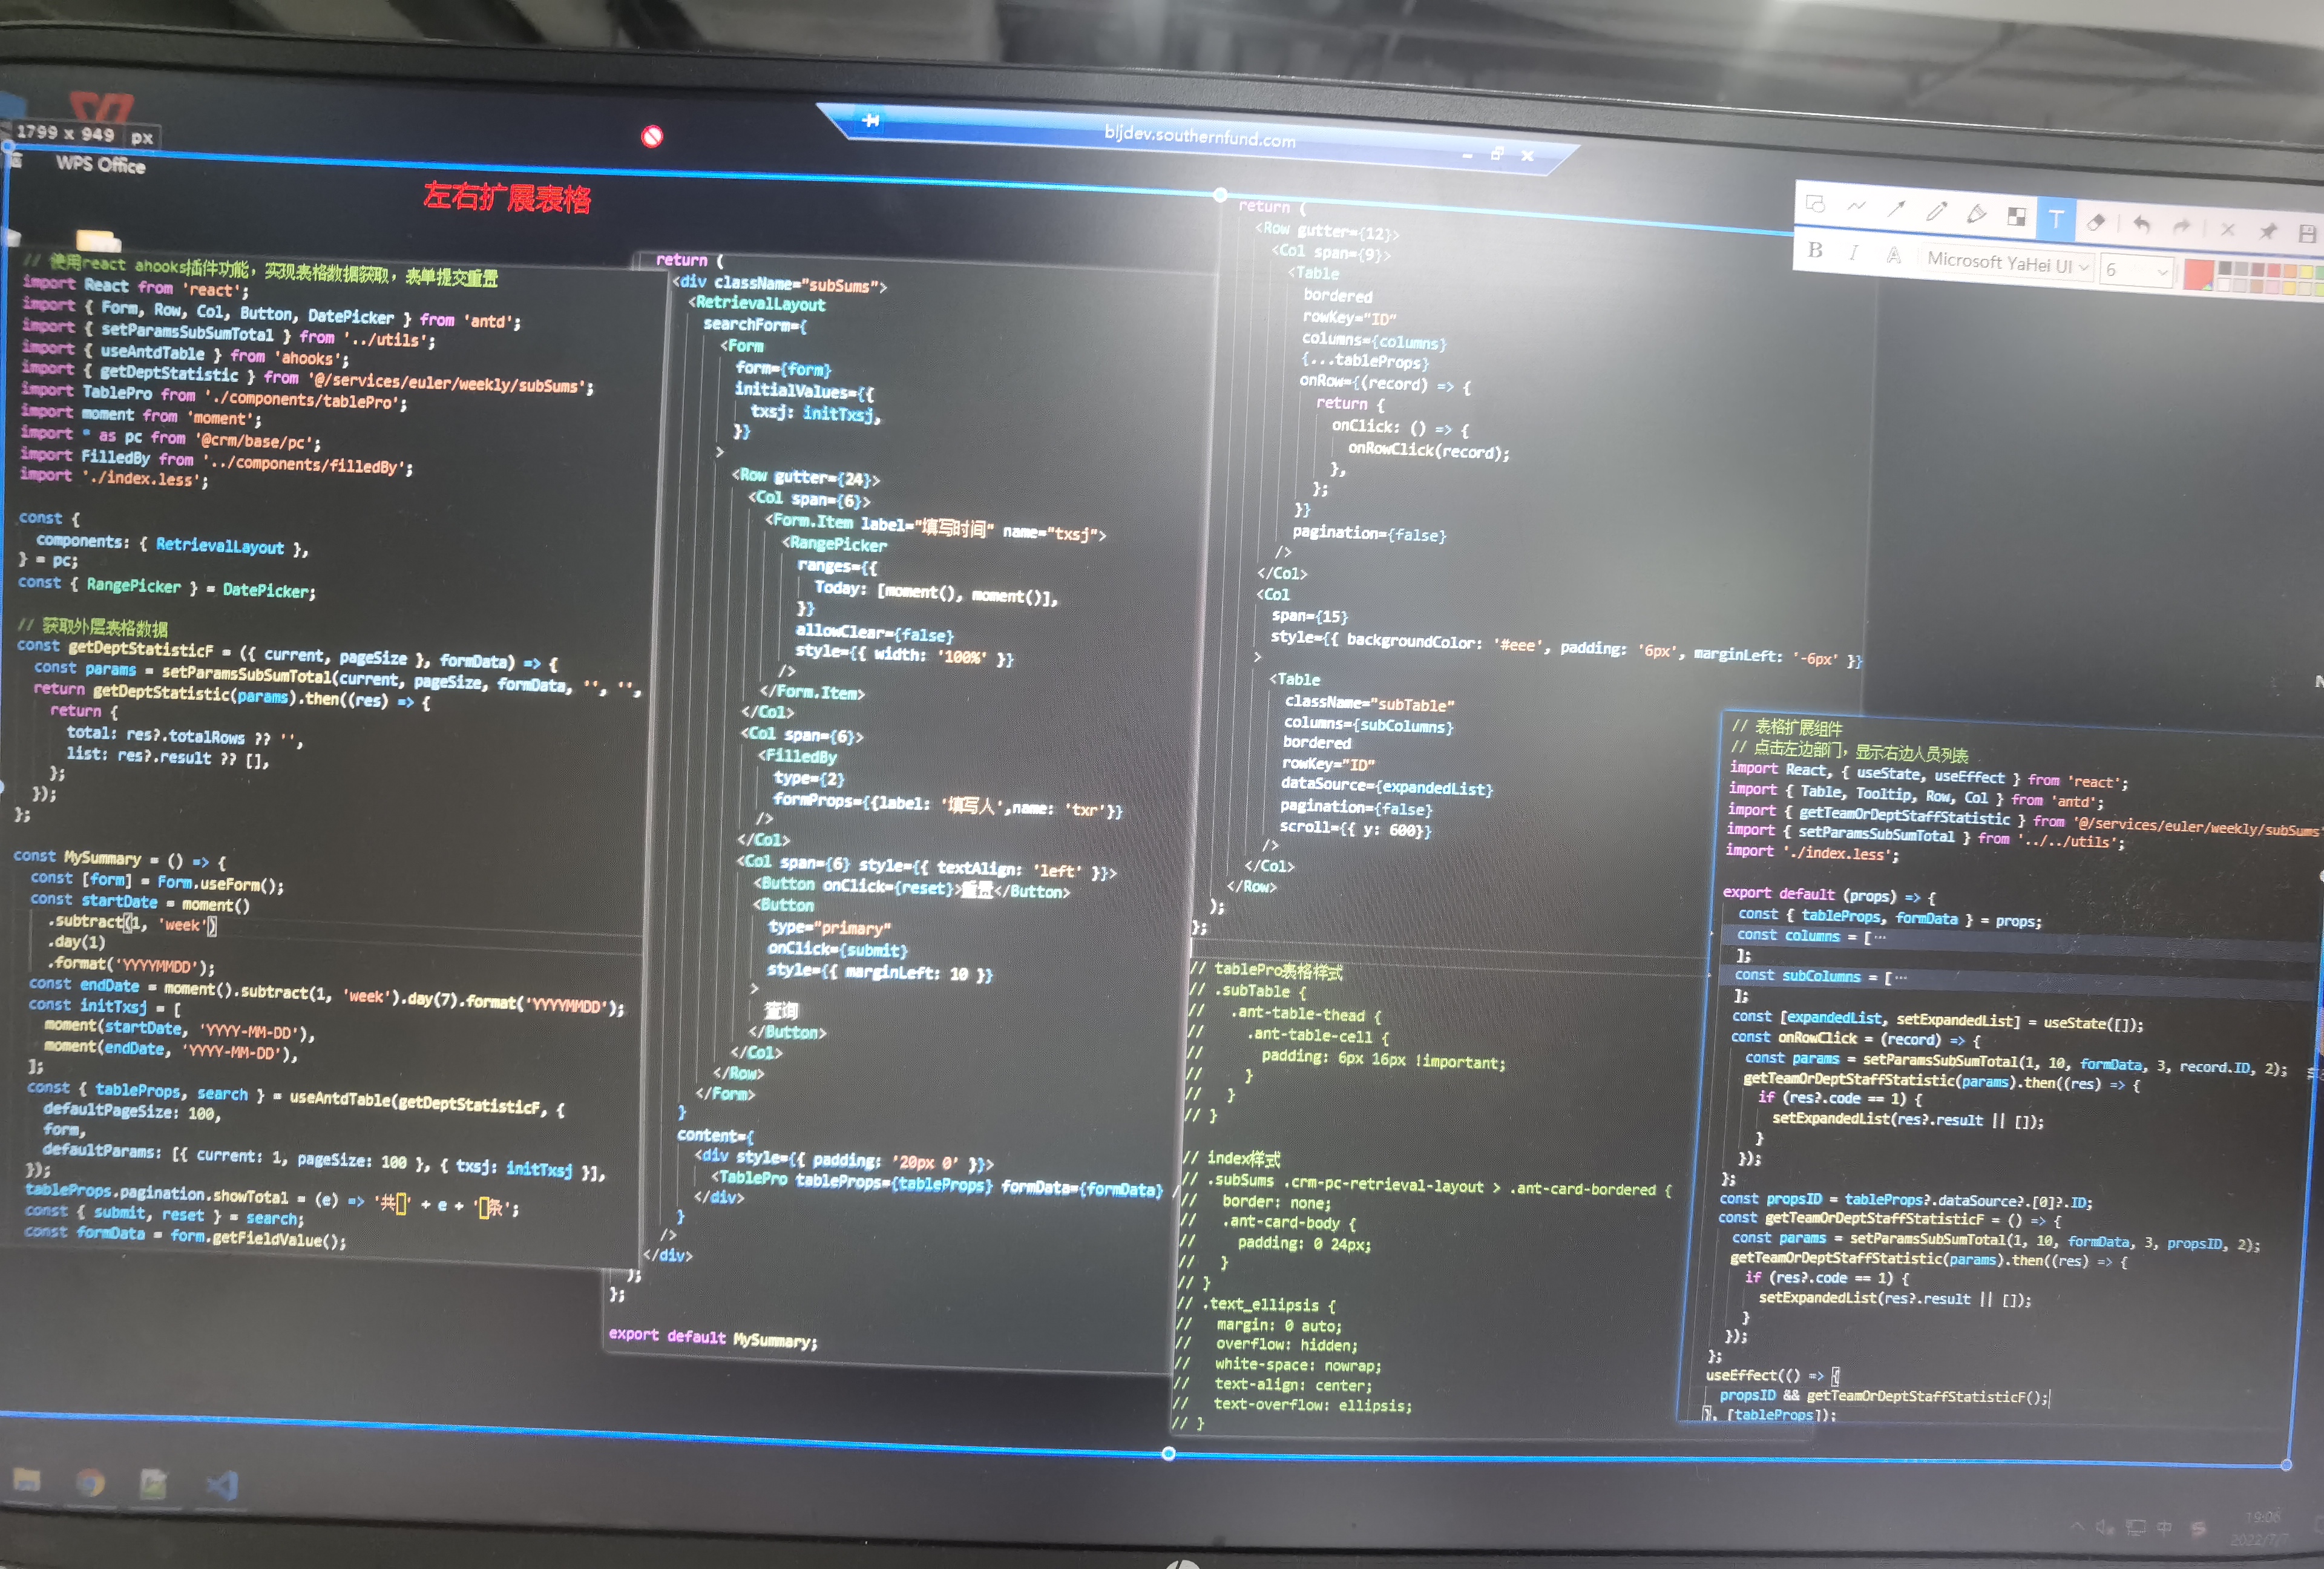 1799 x 949 px
WPS Office
bljdev.southernfund.com
左右扩展表格
B I A Microsoft YaHei UI 6
// 使用react ahooks插件功能，实现表格数据获取，表单提交重置
import React from 'react';
import { Form, Row, Col, Button, DatePicker } from 'antd';
import { setParamsSubSumTotal } from '../utils';
import { useAntdTable } from 'ahooks';
import { getDeptStatistic } from '@/services/euler/weekly/subSums';
import TablePro from './components/tablePro';
import moment from 'moment';
import * as pc from '@crm/base/pc';
import FilledBy from '../components/filledBy';
import './index.less';
const {
components: { RetrievalLayout },
} = pc;
const { RangePicker } = DatePicker;
// 获取外层表格数据
const getDeptStatisticF = ({ current, pageSize }, formData) => {
const params = setParamsSubSumTotal(current, pageSize, formData, '', '',
return getDeptStatistic(params).then((res) => {
return {
total: res?.totalRows ?? '',
list: res?.result ?? [],
};
});
};
const MySummary = () => {
const [form] = Form.useForm();
const startDate = moment()
.subtract(1, 'week')
.day(1)
.format('YYYYMMDD');
const endDate = moment().subtract(1, 'week').day(7).format('YYYYMMDD');
const initTxsj = [
moment(startDate, 'YYYY-MM-DD'),
moment(endDate, 'YYYY-MM-DD'),
];
const { tableProps, search } = useAntdTable(getDeptStatisticF, {
defaultPageSize: 100,
form,
defaultParams: [{ current: 1, pageSize: 100 }, { txsj: initTxsj }],
});
tableProps.pagination.showTotal = (e) => '共 ' + e + ' 条';
const { submit, reset } = search;
const formData = form.getFieldValue();
return (
<div className="subSums">
<RetrievalLayout
searchForm={
<Form
form={form}
initialValues={{
txsj: initTxsj,
}}
>
<Row gutter={24}>
<Col span={6}>
<Form.Item label="填写时间" name="txsj">
<RangePicker
ranges={{
Today: [moment(), moment()],
}}
allowClear={false}
style={{ width: '100%' }}
/>
</Form.Item>
</Col>
<Col span={6}>
<FilledBy
type={2}
formProps={{label: '填写人',name: 'txr'}}
/>
</Col>
<Col span={6} style={{ textAlign: 'left' }}>
<Button onClick={reset}>重置</Button>
<Button
type="primary"
onClick={submit}
style={{ marginLeft: 10 }}
>
查询
</Button>
</Col>
</Row>
</Form>
}
content={
<div style={{ padding: '20px 0' }}>
<TablePro tableProps={tableProps} formData={formData} /
</div>
}
/>
</div>
);
};
export default MySummary;
return (
<Row gutter={12}>
<Col span={9}>
<Table
bordered
rowKey="ID"
columns={columns}
{...tableProps}
onRow={(record) => {
return {
onClick: () => {
onRowClick(record);
},
};
}}
pagination={false}
/>
</Col>
<Col
span={15}
style={{ backgroundColor: '#eee', padding: '6px', marginLeft: '-6px' }}
>
<Table
className="subTable"
columns={subColumns}
bordered
rowKey="ID"
dataSource={expandedList}
pagination={false}
scroll={{ y: 600}}
/>
</Col>
</Row>
);
};
// tablePro表格样式
// .subTable {
// .ant-table-thead {
// .ant-table-cell {
// padding: 6px 16px !important;
// }
// }
// }
// index样式
// .subSums .crm-pc-retrieval-layout > .ant-card-bordered {
// border: none;
// .ant-card-body {
// padding: 0 24px;
// }
// }
// .text_ellipsis {
// margin: 0 auto;
// overflow: hidden;
// white-space: nowrap;
// text-align: center;
// text-overflow: ellipsis;
// }
// 表格扩展组件
// 点击左边部门，显示右边人员列表
import React, { useState, useEffect } from 'react';
import { Table, Tooltip, Row, Col } from 'antd';
import { getTeamOrDeptStaffStatistic } from '@/services/euler/weekly/subSums
import { setParamsSubSumTotal } from '../../utils';
import './index.less';
export default (props) => {
const { tableProps, formData } = props;
const columns = [⋯
];
const subColumns = [⋯
];
const [expandedList, setExpandedList] = useState([]);
const onRowClick = (record) => {
const params = setParamsSubSumTotal(1, 10, formData, 3, record.ID, 2);
getTeamOrDeptStaffStatistic(params).then((res) => {
if (res?.code == 1) {
setExpandedList(res?.result || []);
}
});
};
const propsID = tableProps?.dataSource?.[0]?.ID;
const getTeamOrDeptStaffStatisticF = () => {
const params = setParamsSubSumTotal(1, 10, formData, 3, propsID, 2);
getTeamOrDeptStaffStatistic(params).then((res) => {
if (res?.code == 1) {
setExpandedList(res?.result || []);
}
});
};
useEffect(() => {
propsID && getTeamOrDeptStaffStatisticF();
}, [tableProps]);
中
19:06